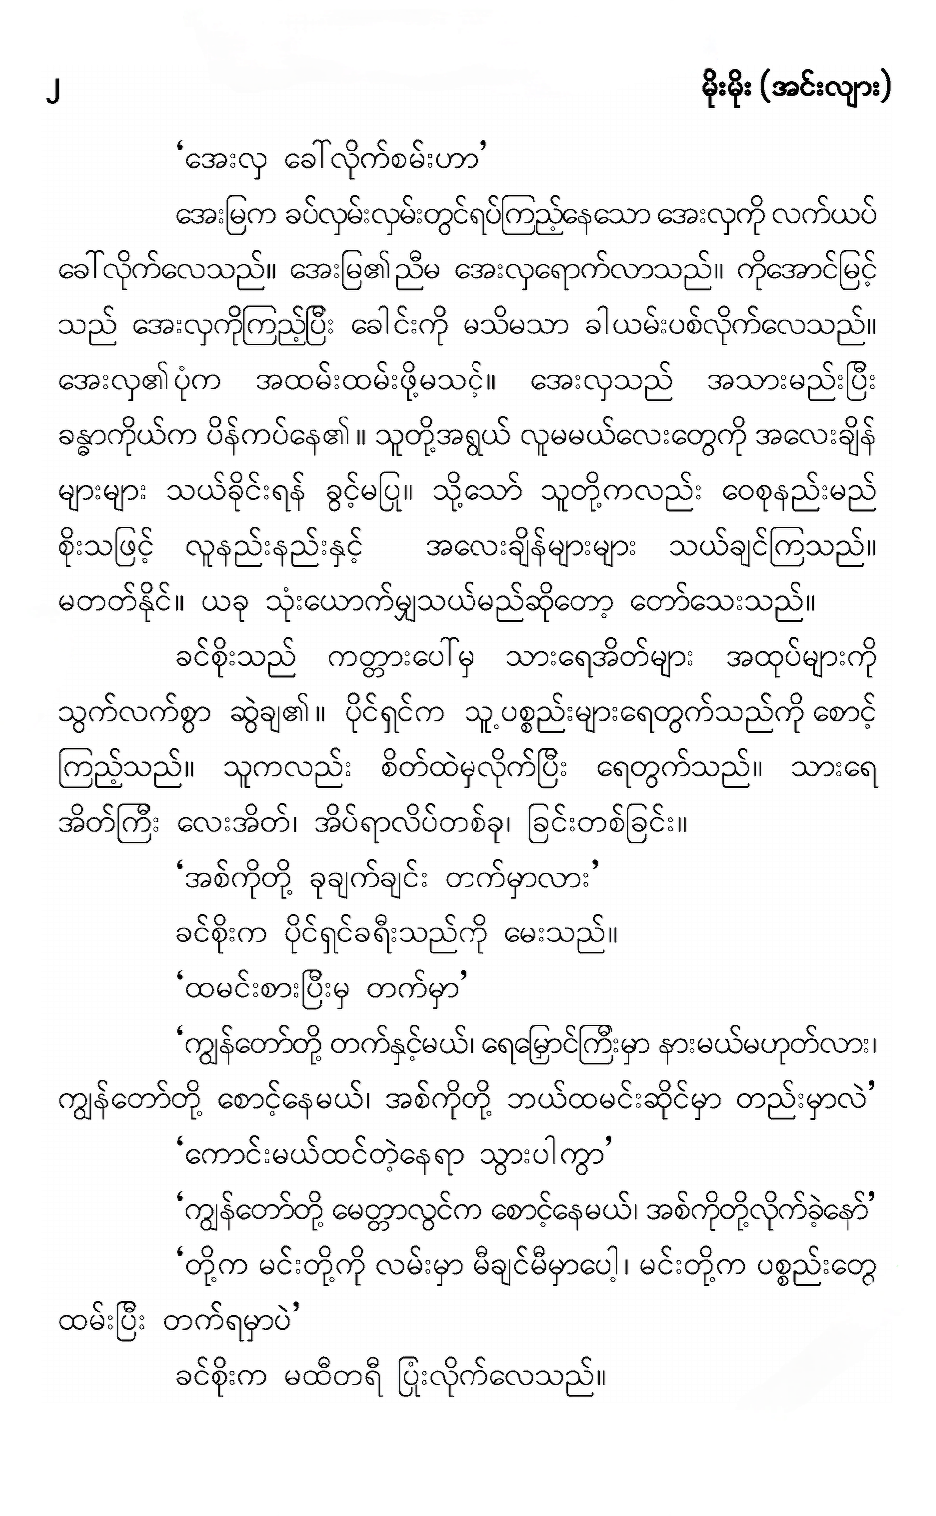 ၂ မိုးမိုး (အင်းလျား)
‘အေးလှ ခေါ်လိုက်စမ်းဟာ’
အေးမြက ခပ်လှမ်းလှမ်းတွင်ရပ်ကြည့်နေသော အေးလှကို လက်ယပ်
ခေါ်လိုက်လေသည်။ အေးမြ၏ညီမ အေးလှရောက်လာသည်။ ကိုအောင်မြင့်
သည် အေးလှကိုကြည့်ပြီး ခေါင်းကို မသိမသာ ခါယမ်းပစ်လိုက်လေသည်။
အေးလှ၏ပုံက အထမ်းထမ်းဖို့မသင့်။ အေးလှသည် အသားမည်းပြီး
ခန္ဓာကိုယ်က ပိန်ကပ်နေ၏။ သူတို့အရွယ် လူမမယ်လေးတွေကို အလေးချိန်
များများ သယ်ခိုင်းရန် ခွင့်မပြု။ သို့သော် သူတို့ကလည်း ဝေစုနည်းမည်
စိုးသဖြင့် လူနည်းနည်းနှင့် အလေးချိန်များများ သယ်ချင်ကြသည်။
မတတ်နိုင်။ ယခု သုံးယောက်မျှသယ်မည်ဆိုတော့ တော်သေးသည်။
ခင်စိုးသည် ကတ္တားပေါ်မှ သားရေအိတ်များ အထုပ်များကို
သွက်လက်စွာ ဆွဲချ၏။ ပိုင်ရှင်က သူ့ပစ္စည်းများရေတွက်သည်ကို စောင့်
ကြည့်သည်။ သူကလည်း စိတ်ထဲမှလိုက်ပြီး ရေတွက်သည်။ သားရေ
အိတ်ကြီး လေးအိတ်၊ အိပ်ရာလိပ်တစ်ခု၊ ခြင်းတစ်ခြင်း။
‘အစ်ကိုတို့ ခုချက်ချင်း တက်မှာလား’
ခင်စိုးက ပိုင်ရှင်ခရီးသည်ကို မေးသည်။
‘ထမင်းစားပြီးမှ တက်မှာ’
‘ကျွန်တော်တို့ တက်နှင့်မယ်၊ ရေမြှောင်ကြီးမှာ နားမယ်မဟုတ်လား၊
ကျွန်တော်တို့ စောင့်နေမယ်၊ အစ်ကိုတို့ ဘယ်ထမင်းဆိုင်မှာ တည်းမှာလဲ’
‘ကောင်းမယ်ထင်တဲ့နေရာ သွားပါကွာ’
‘ကျွန်တော်တို့ မေတ္တာလွင်က စောင့်နေမယ်၊ အစ်ကိုတို့လိုက်ခဲ့နော်’
‘တို့က မင်းတို့ကို လမ်းမှာ မီချင်မီမှာပေါ့၊ မင်းတို့က ပစ္စည်းတွေ
ထမ်းပြီး တက်ရမှာပဲ’
ခင်စိုးက မထီတရီ ပြုံးလိုက်လေသည်။